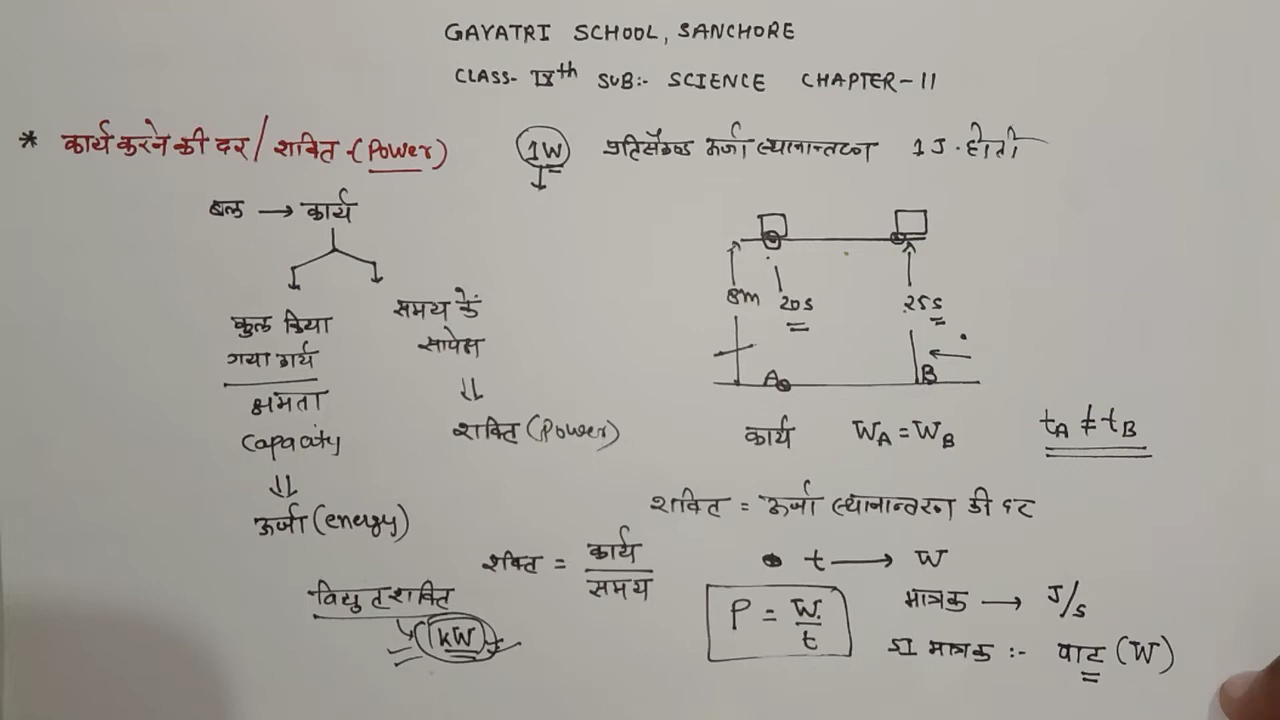 GAYATRI SCHOOL, SANCHORE
CLASS- IXth SUB:- SCIENCE CHAPTER-11
* कार्य करने की दर / शक्ति - (Power)
1W प्रतिसैकण्ड ऊर्जा स्थानान्तरण 1 J. होती
बल → कार्य
कुल किया
गया कार्य
क्षमता
capacity
ऊर्जा (energy)
समय के
सापेक्ष
शक्ति (Power)
8m 20s 25s
A B
कार्य WA = WB tA ≠ tB
शक्ति = ऊर्जा स्थानान्तरण की दर
शक्ति = कार्य / समय
t → W
P = W / t
मात्रक → J/s
SI मात्रक :- वाट (W)
विद्युत शक्ति
kW